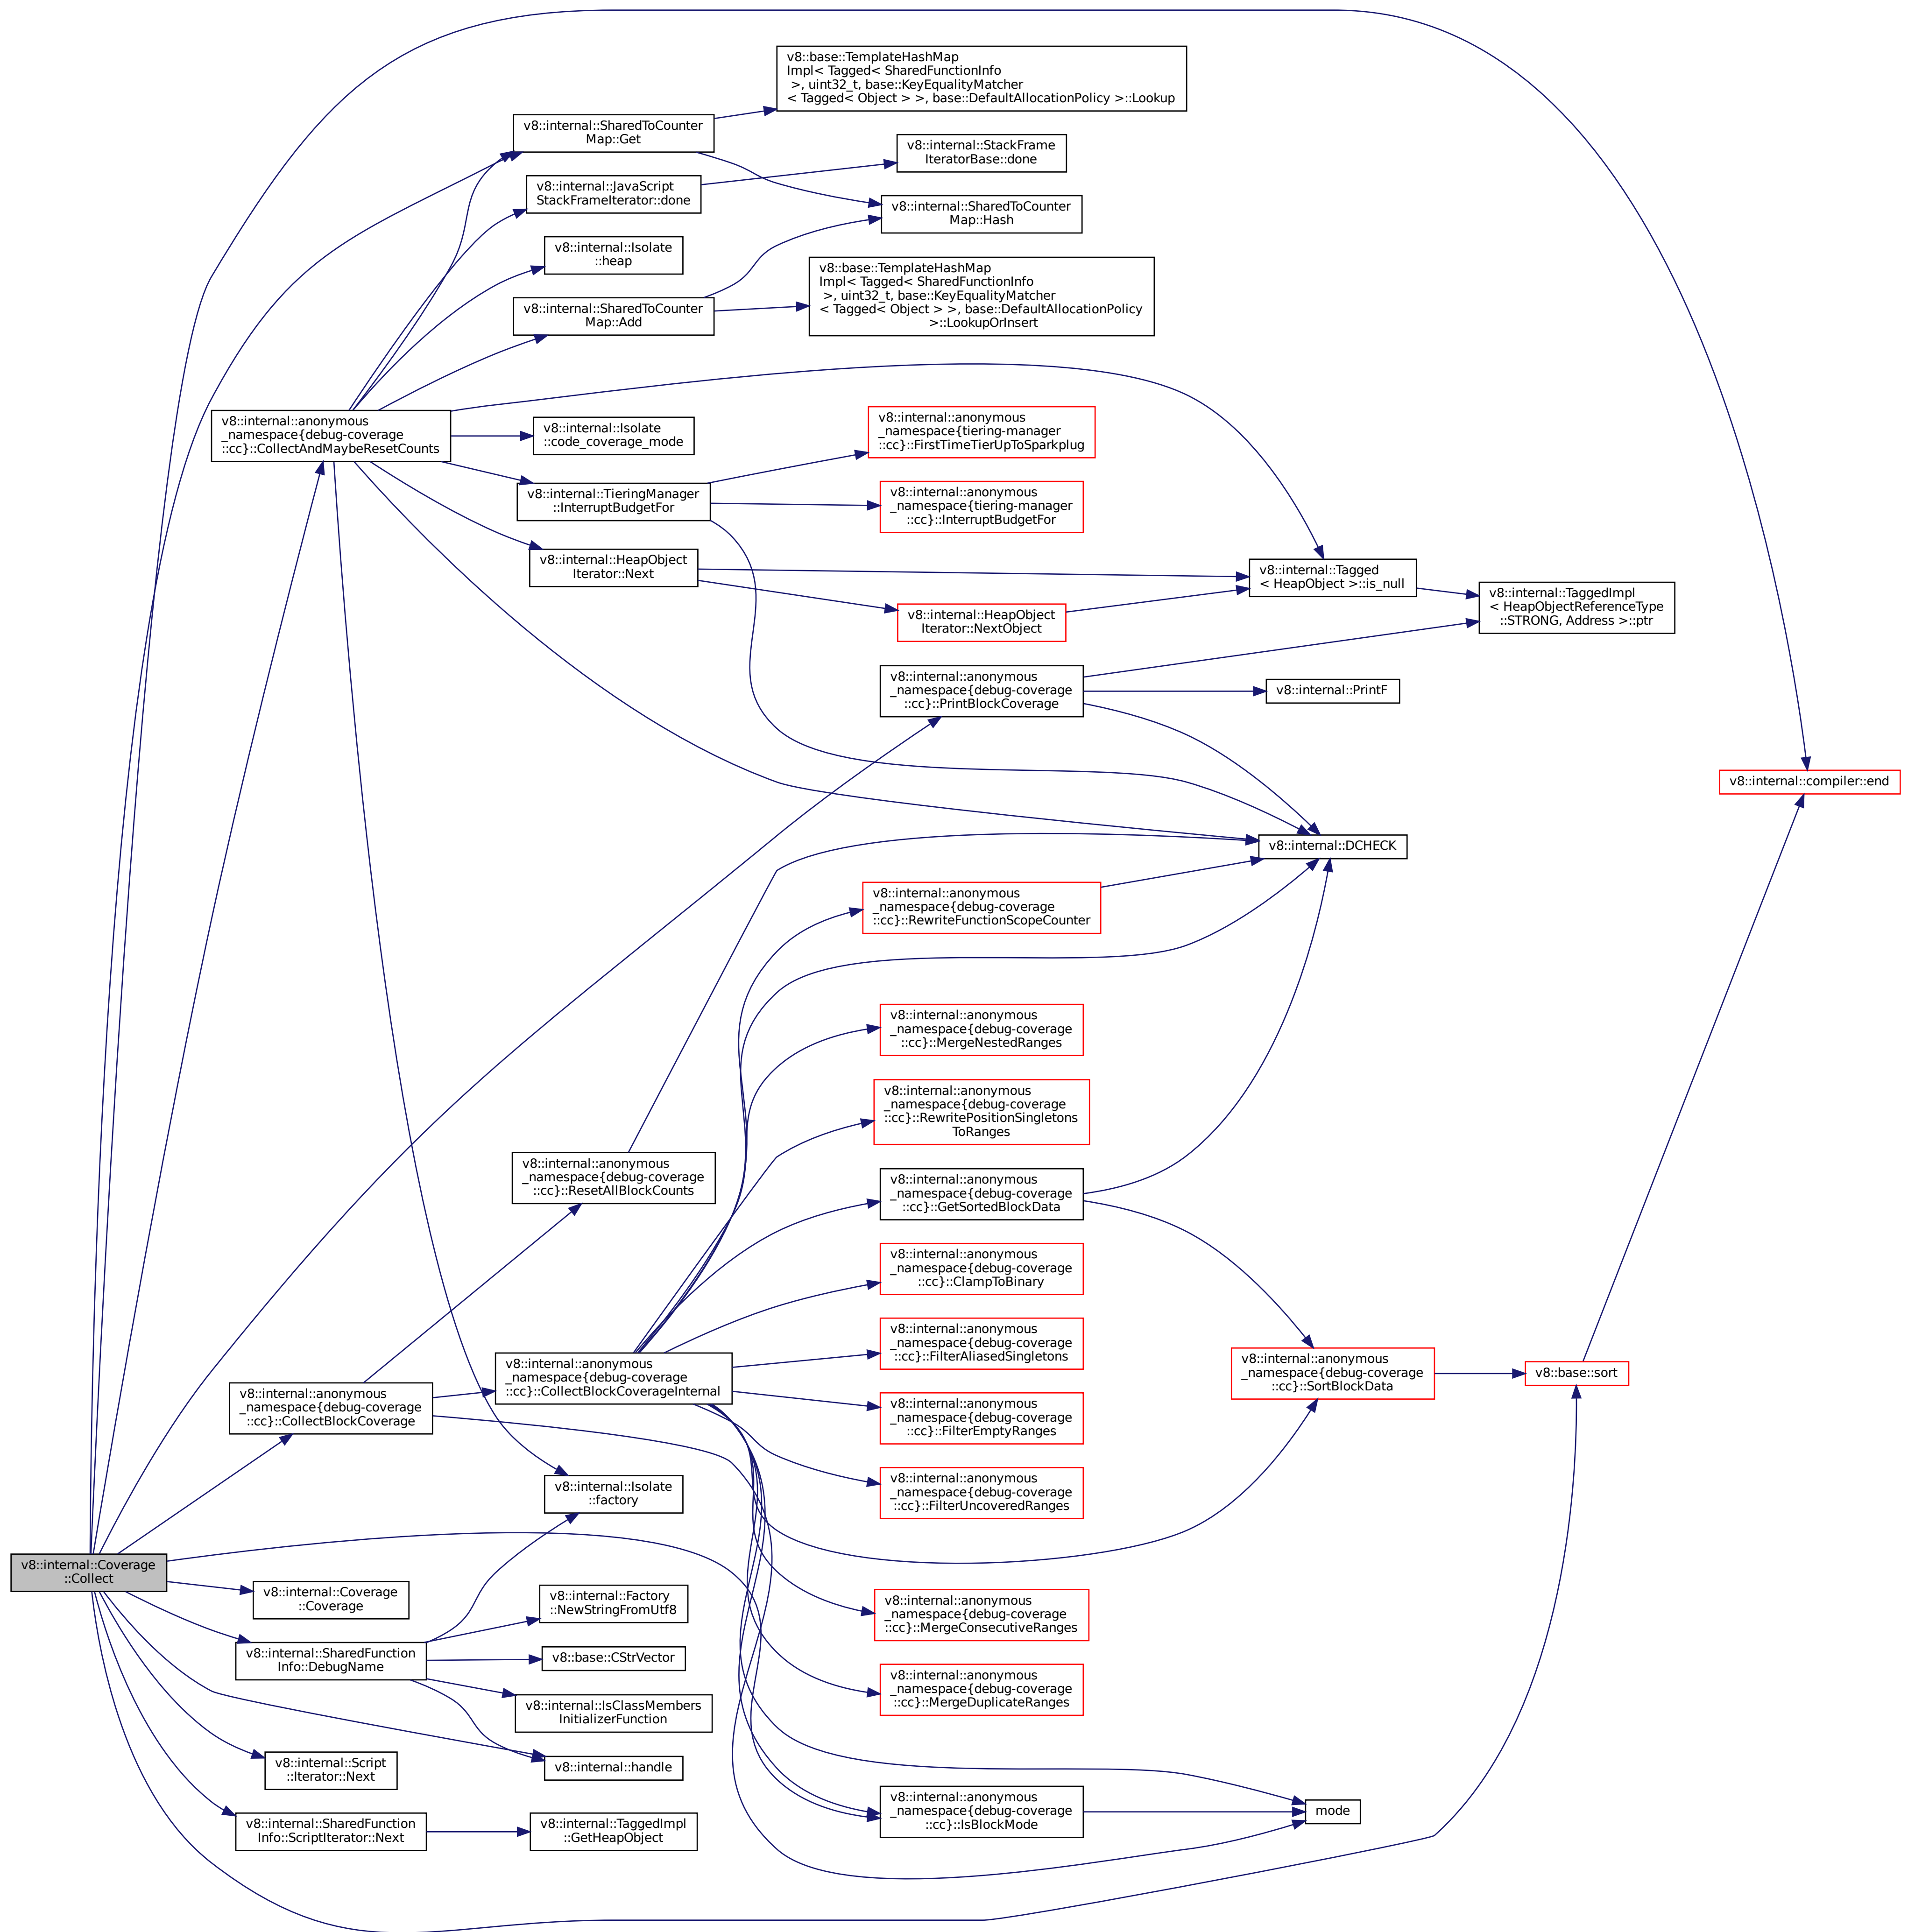 v8::base::TemplateHashMap
Impl< Tagged< SharedFunctionInfo
>, uint32_t, base::KeyEqualityMatcher
< Tagged< Object > >, base::DefaultAllocationPolicy >::Lookup
v8::internal::SharedToCounter
Map::Get
v8::internal::StackFrame
IteratorBase::done
v8::internal::JavaScript
StackFrameIterator::done
v8::internal::SharedToCounter
Map::Hash
v8::internal::Isolate
::heap
v8::base::TemplateHashMap
Impl< Tagged< SharedFunctionInfo
>, uint32_t, base::KeyEqualityMatcher
< Tagged< Object > >, base::DefaultAllocationPolicy
>::LookupOrInsert
v8::internal::SharedToCounter
Map::Add
v8::internal::anonymous
_namespace{debug-coverage
::cc}::CollectAndMaybeResetCounts
v8::internal::Isolate
::code_coverage_mode
v8::internal::anonymous
_namespace{tiering-manager
::cc}::FirstTimeTierUpToSparkplug
v8::internal::TieringManager
::InterruptBudgetFor
v8::internal::anonymous
_namespace{tiering-manager
::cc}::InterruptBudgetFor
v8::internal::HeapObject
Iterator::Next
v8::internal::Tagged
< HeapObject >::is_null
v8::internal::TaggedImpl
< HeapObjectReferenceType
::STRONG, Address >::ptr
v8::internal::HeapObject
Iterator::NextObject
v8::internal::anonymous
_namespace{debug-coverage
::cc}::PrintBlockCoverage
v8::internal::PrintF
v8::internal::compiler::end
v8::internal::DCHECK
v8::internal::anonymous
_namespace{debug-coverage
::cc}::RewriteFunctionScopeCounter
v8::internal::anonymous
_namespace{debug-coverage
::cc}::MergeNestedRanges
v8::internal::anonymous
_namespace{debug-coverage
::cc}::RewritePositionSingletons
ToRanges
v8::internal::anonymous
_namespace{debug-coverage
::cc}::ResetAllBlockCounts
v8::internal::anonymous
_namespace{debug-coverage
::cc}::GetSortedBlockData
v8::internal::anonymous
_namespace{debug-coverage
::cc}::ClampToBinary
v8::internal::anonymous
_namespace{debug-coverage
::cc}::FilterAliasedSingletons
v8::internal::anonymous
_namespace{debug-coverage
::cc}::CollectBlockCoverageInternal
v8::internal::anonymous
_namespace{debug-coverage
::cc}::SortBlockData
v8::base::sort
v8::internal::anonymous
_namespace{debug-coverage
::cc}::CollectBlockCoverage
v8::internal::anonymous
_namespace{debug-coverage
::cc}::FilterEmptyRanges
v8::internal::anonymous
_namespace{debug-coverage
::cc}::FilterUncoveredRanges
v8::internal::Isolate
::factory
v8::internal::Coverage
::Collect
v8::internal::Coverage
::Coverage
v8::internal::Factory
::NewStringFromUtf8
v8::internal::anonymous
_namespace{debug-coverage
::cc}::MergeConsecutiveRanges
v8::internal::SharedFunction
Info::DebugName
v8::base::CStrVector
v8::internal::anonymous
_namespace{debug-coverage
::cc}::MergeDuplicateRanges
v8::internal::IsClassMembers
InitializerFunction
v8::internal::Script
::Iterator::Next
v8::internal::handle
v8::internal::anonymous
_namespace{debug-coverage
::cc}::IsBlockMode
mode
v8::internal::SharedFunction
Info::ScriptIterator::Next
v8::internal::TaggedImpl
::GetHeapObject